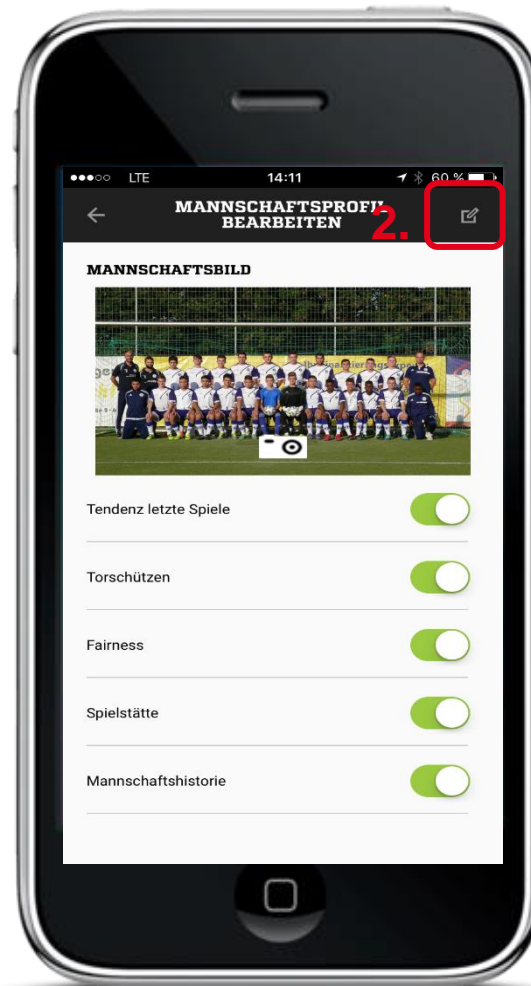 LTE 14:11 60 %
MANNSCHAFTSPROFIL
BEARBEITEN
2.
MANNSCHAFTSBILD
Tendenz letzte Spiele
Torschützen
Fairness
Spielstätte
Mannschaftshistorie